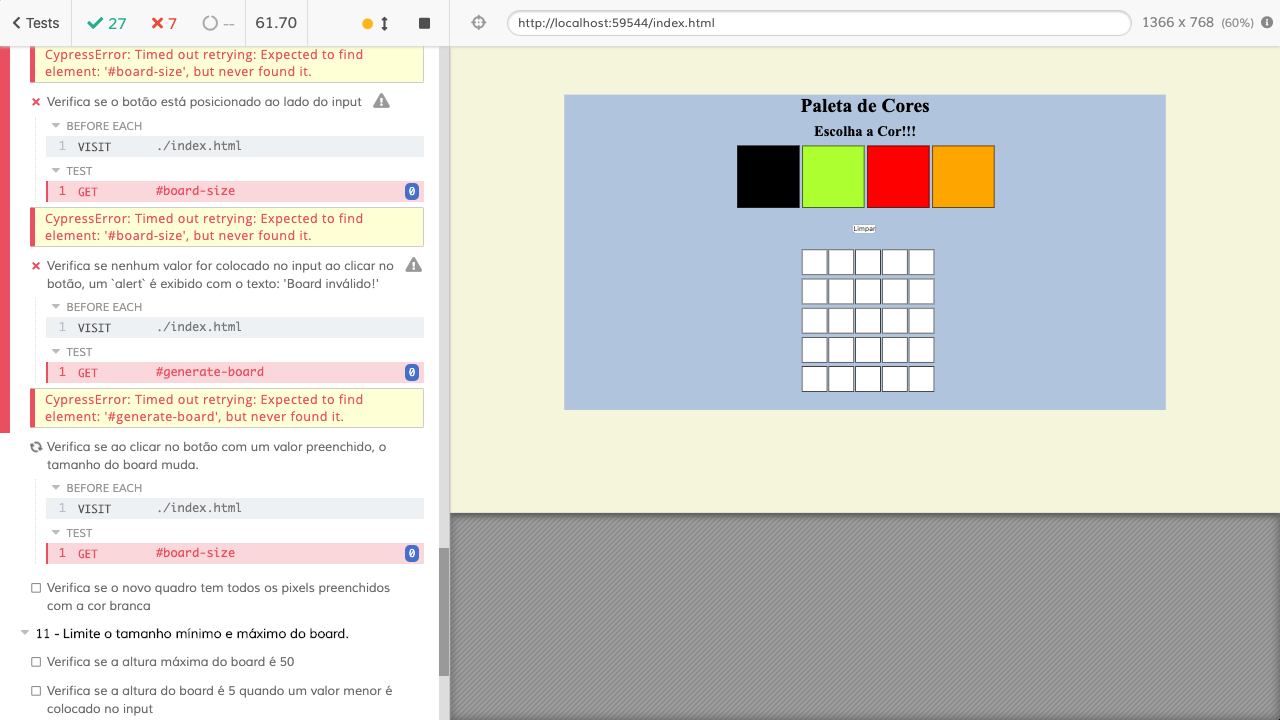 Tests 27 7 -- 61.70
http://localhost:59544/index.html 1366 x 768 (60%)
CypressError: Timed out retrying: Expected to find
element: '#board-size', but never found it.
Verifica se o botão está posicionado ao lado do input
BEFORE EACH
1 VISIT ./index.html
TEST
1 GET #board-size 0
CypressError: Timed out retrying: Expected to find
element: '#board-size', but never found it.
Verifica se nenhum valor for colocado no input ao clicar no
botão, um `alert` é exibido com o texto: 'Board inválido!'
BEFORE EACH
1 VISIT ./index.html
TEST
1 GET #generate-board 0
CypressError: Timed out retrying: Expected to find
element: '#generate-board', but never found it.
Verifica se ao clicar no botão com um valor preenchido, o
tamanho do board muda.
BEFORE EACH
1 VISIT ./index.html
TEST
1 GET #board-size 0
Verifica se o novo quadro tem todos os pixels preenchidos
com a cor branca
11 - Limite o tamanho mínimo e máximo do board.
Verifica se a altura máxima do board é 50
Verifica se a altura do board é 5 quando um valor menor é
colocado no input
Paleta de Cores
Escolha a Cor!!!
Limpar